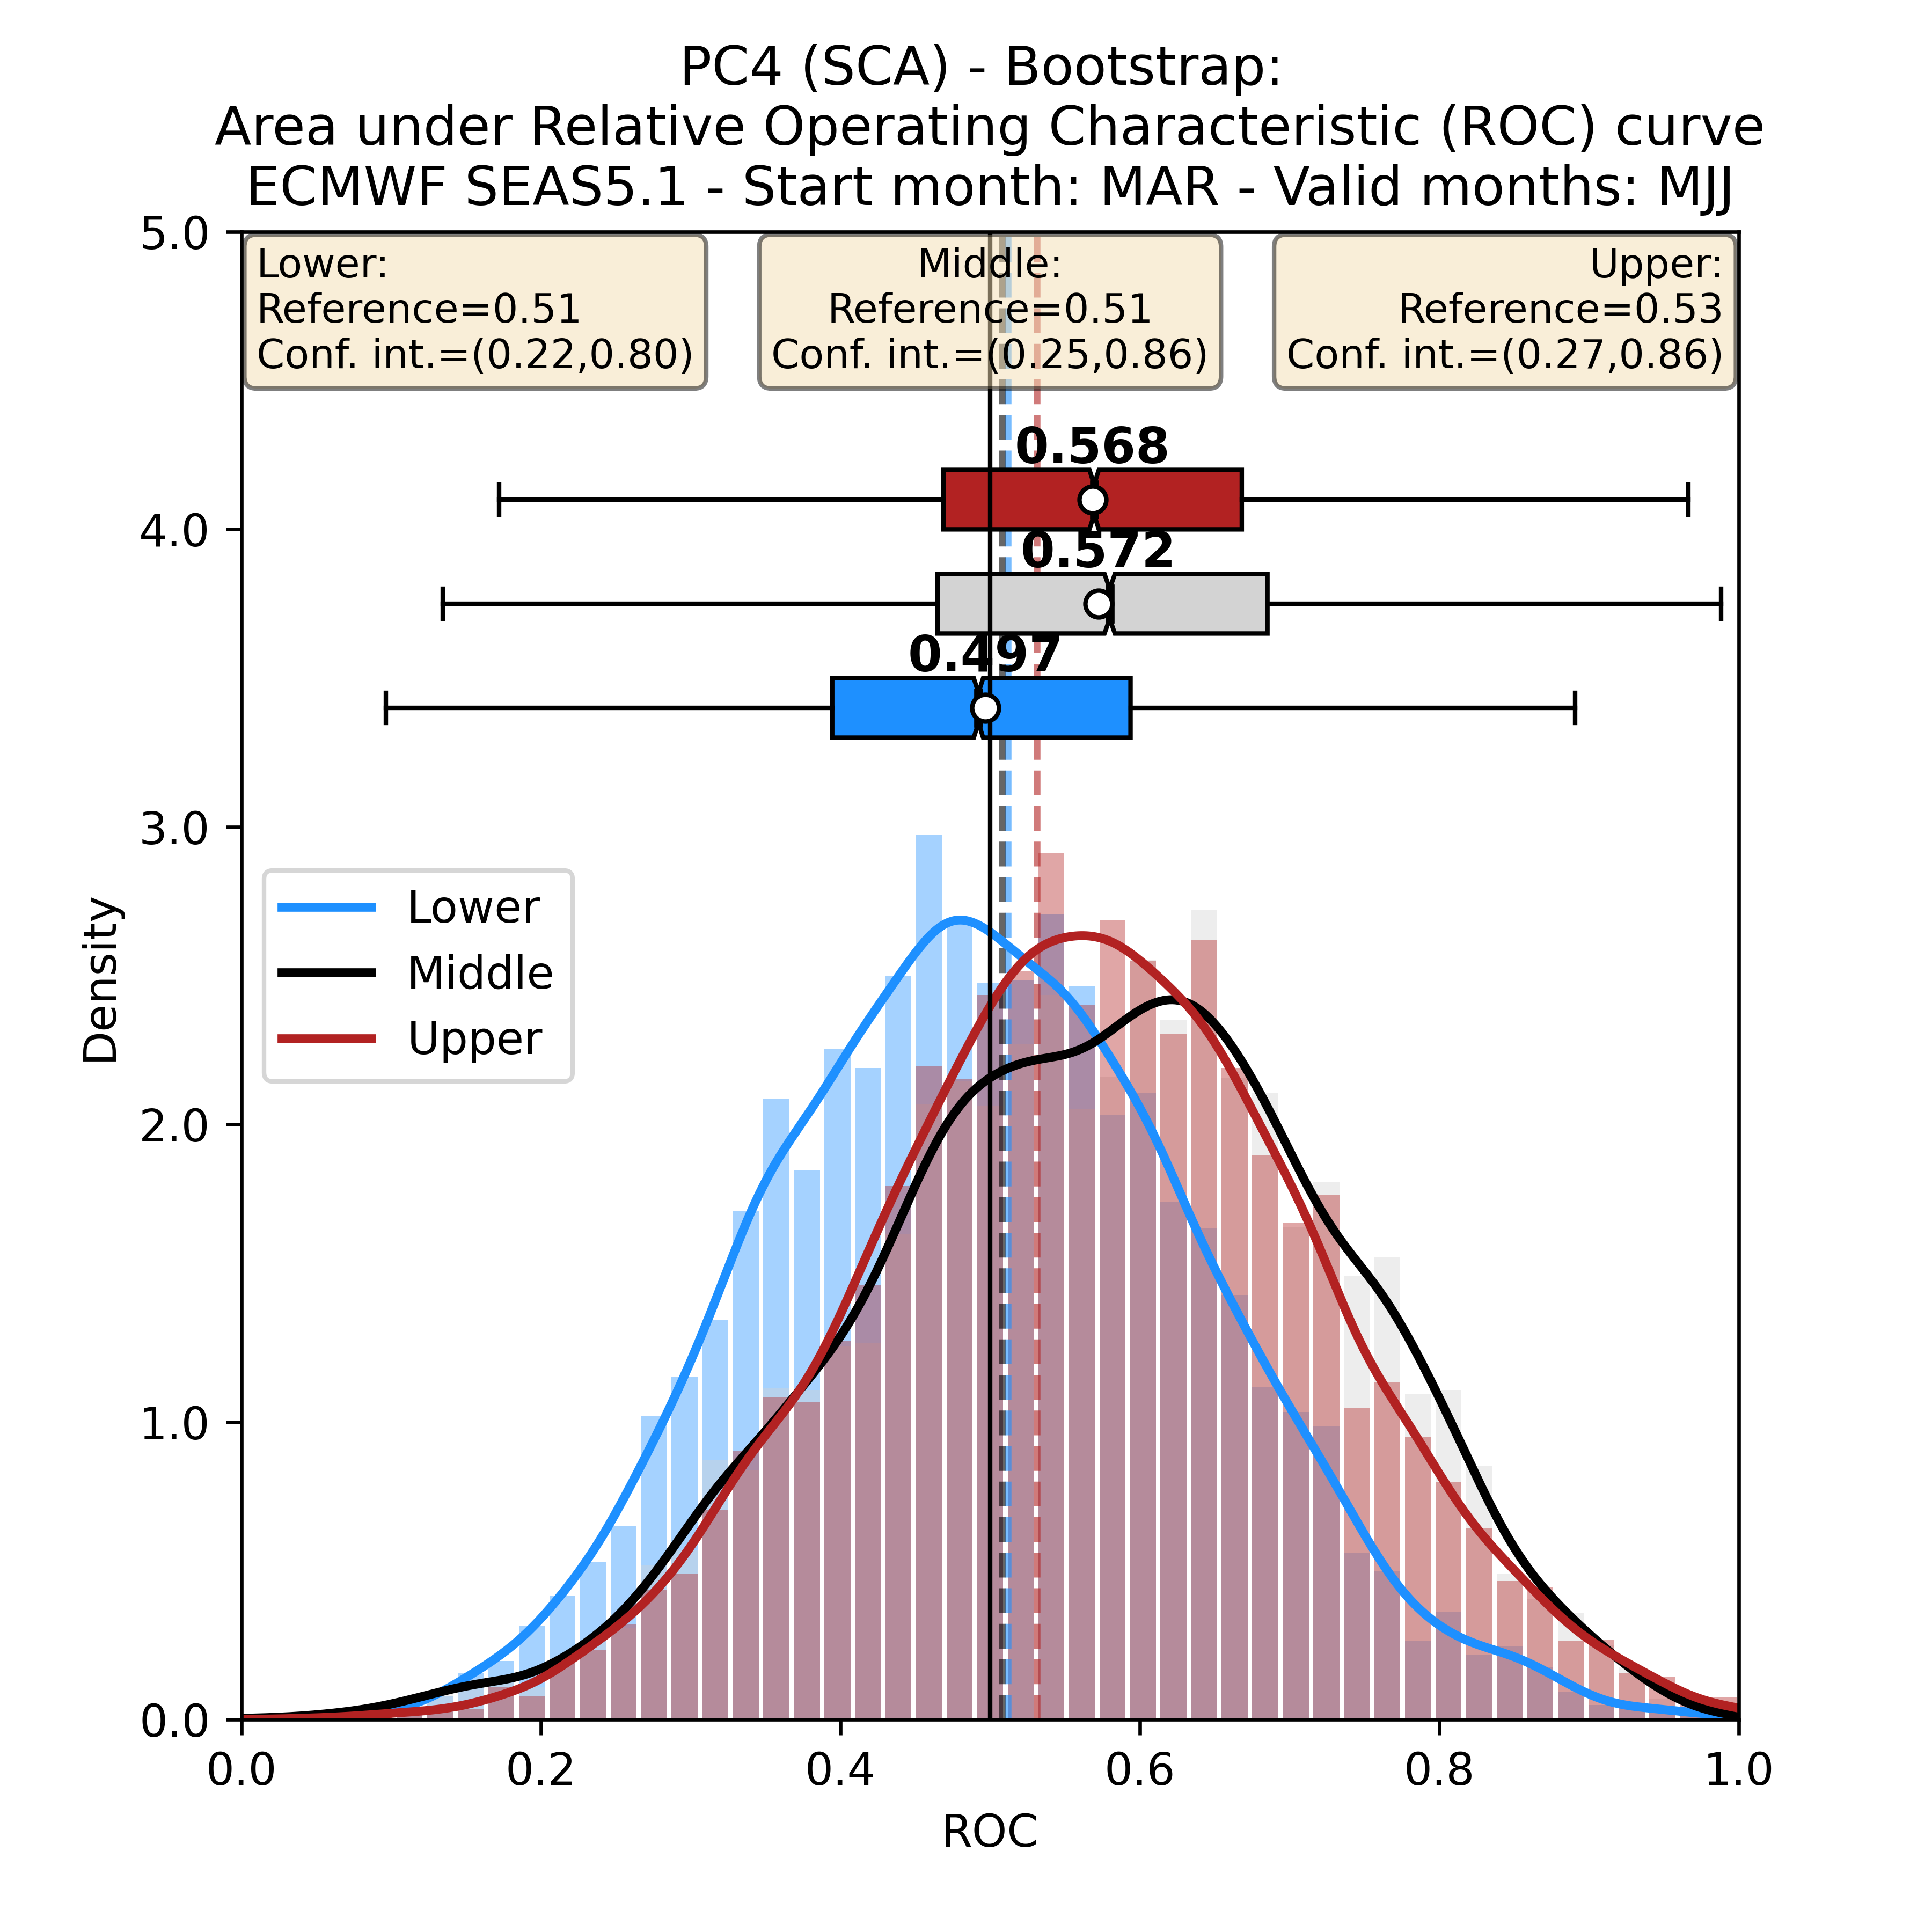 PC4 (SCA) - Bootstrap:
Area under Relative Operating Characteristic (ROC) curve
ECMWF SEAS5.1 - Start month: MAR - Valid months: MJJ
Lower:
Reference=0.51
Conf. int.=(0.22,0.80)
Middle:
Reference=0.51
Conf. int.=(0.25,0.86)
Upper:
Reference=0.53
Conf. int.=(0.27,0.86)
0.568
0.572
0.497
Lower
Middle
Upper
Density
5.0
4.0
3.0
2.0
1.0
0.0
0.0 0.2 0.4 0.6 0.8 1.0
ROC